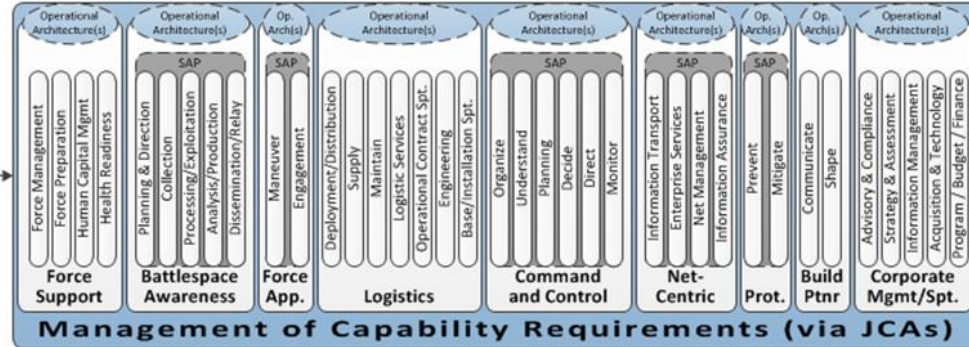 Operational
Architecture(s)
Operational
Architecture(s)
Op.
Arch(s)
Operational
Architecture(s)
Operational
Architecture(s)
Operational
Architecture(s)
Op.
Arch(s)
Op.
Arch(s)
Operational
Architecture(s)
SAP
SAP
SAP
SAP
SAP
Force Management
Force Preparation
Human Capital Mgmt
Health Readiness
Planning & Direction
Collection
Processing/Exploitation
Analysis/Production
Dissemination/Relay
Maneuver
Engagement
Deployment/Distribution
Supply
Maintain
Logistic Services
Operational Contract Spt.
Engineering
Base/Installation Spt.
Organize
Understand
Planning
Decide
Direct
Monitor
Information Transport
Enterprise Services
Net Management
Information Assurance
Prevent
Mitigate
Communicate
Shape
Advisory & Compliance
Strategy & Assessment
Information Management
Acquisition & Technology
Program / Budget / Finance
Force
Support
Battlespace
Awareness
Force
App.
Logistics
Command
and Control
Net-
Centric
Prot.
Build
Ptnr
Corporate
Mgmt/Spt.
Management of Capability Requirements (via JCAs)